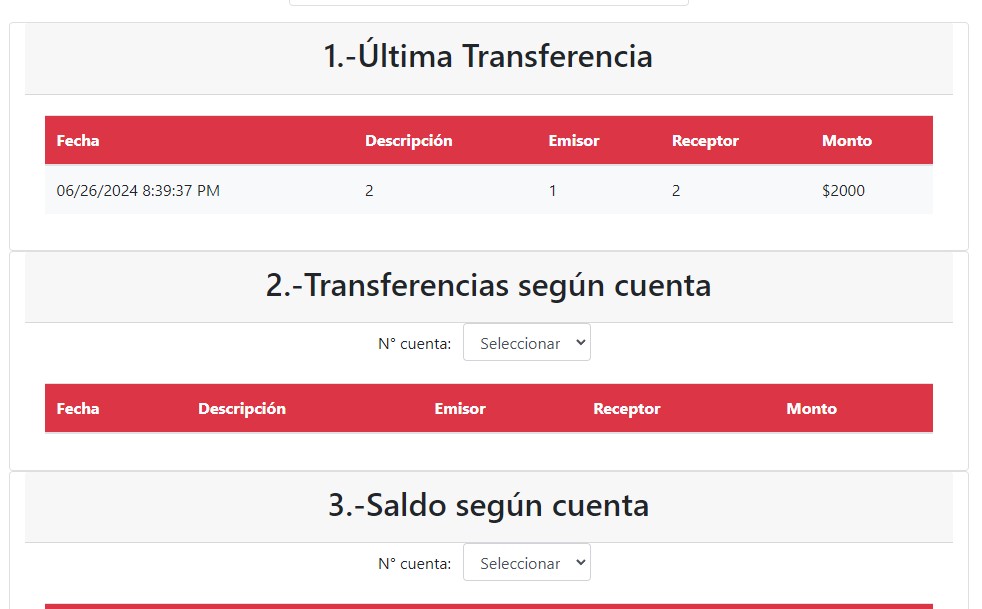 1.-Última Transferencia
Fecha Descripción Emisor Receptor Monto
06/26/2024 8:39:37 PM 2 1 2 $2000
2.-Transferencias según cuenta
N° cuenta: Seleccionar
Fecha Descripción Emisor Receptor Monto
3.-Saldo según cuenta
N° cuenta: Seleccionar